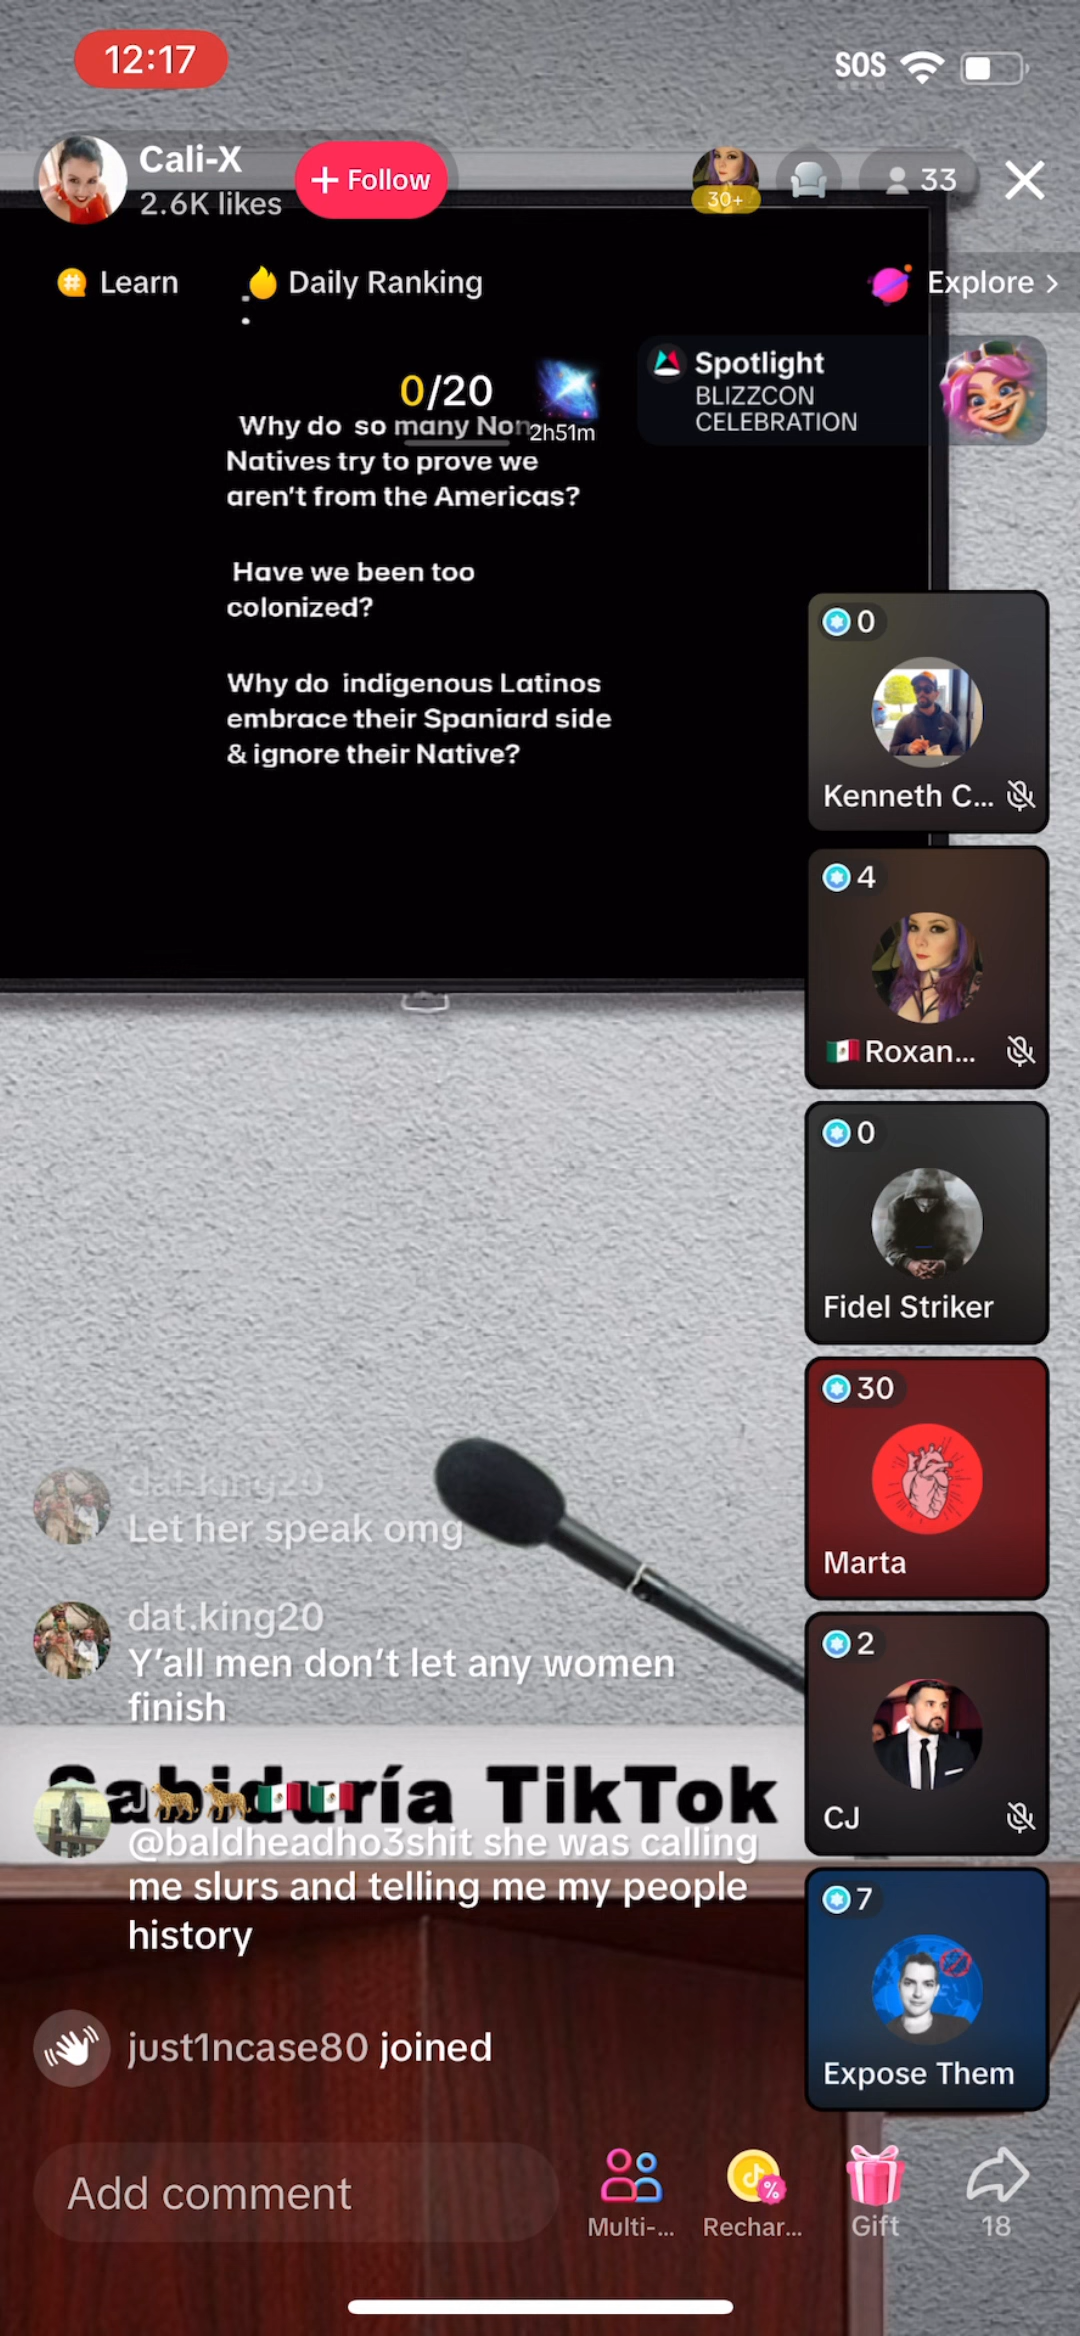 12:17
SOS
Cali-X
2.6K likes
+ Follow
30+
33
Learn
Daily Ranking
Explore >
0/20
2h51m
Spotlight
BLIZZCON
CELEBRATION
Why do so many Non
Natives try to prove we
aren't from the Americas?
Have we been too
colonized?
Why do indigenous Latinos
embrace their Spaniard side
& ignore their Native?
0
Kenneth C...
4
🇲🇽Roxan...
0
Fidel Striker
30
Marta
2
CJ
7
Expose Them
dat.king20
Let her speak omg
dat.king20
Y'all men don't let any women
finish
Sabiduría TikTok
J🐆🐆🇲🇽🇲🇽
@baldheadho3shit she was calling
me slurs and telling me my people
history
just1ncase80 joined
Add comment
Multi-...
Rechar...
Gift
18